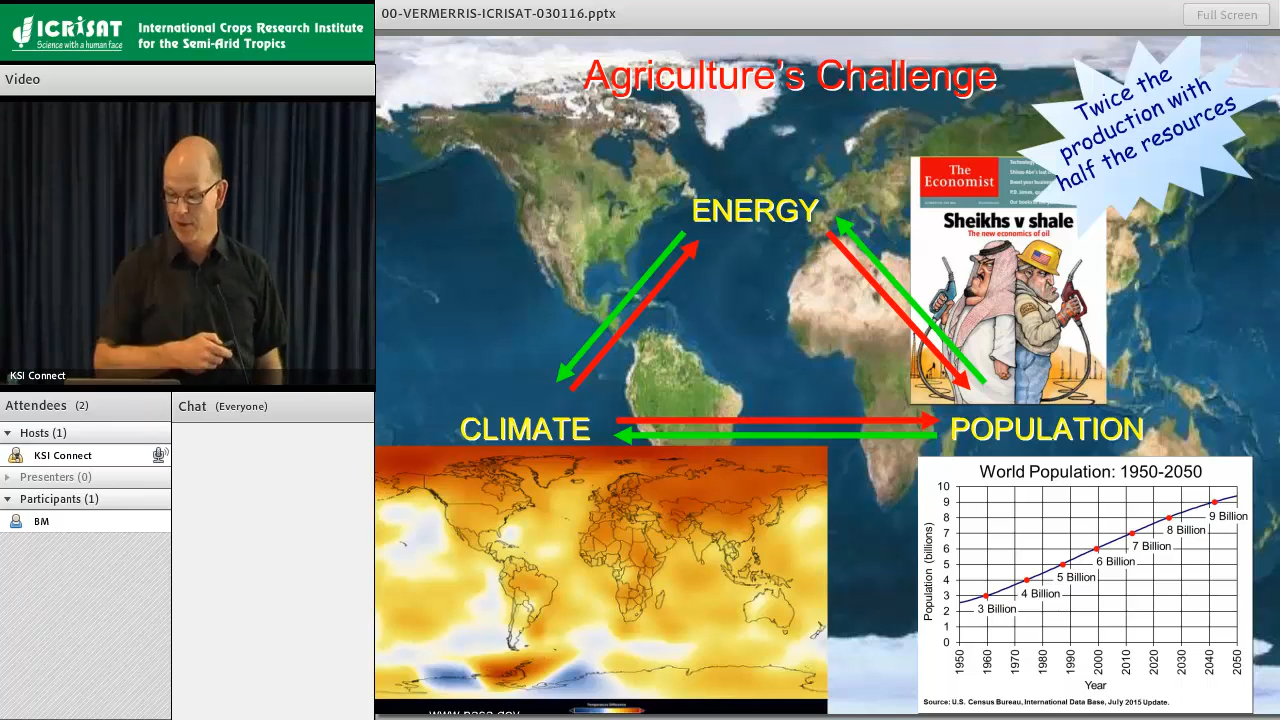 ICRISAT
Science with a human face
International Crops Research Institute
for the Semi-Arid Tropics
Video
KSI Connect
Attendees (2)
Hosts (1)
KSI Connect
Presenters (0)
Participants (1)
BM
Chat (Everyone)
00-VERMERRIS-ICRISAT-030116.pptx
Full Screen
Agriculture's Challenge
Twice the
production with
half the resources
The
Economist
Sheikhs v shale
The new economics of oil
ENERGY
CLIMATE
POPULATION
www.nasa.gov
World Population: 1950-2050
Population (billions)
10
9
8
7
6
5
4
3
2
1
0
3 Billion
4 Billion
5 Billion
6 Billion
7 Billion
8 Billion
9 Billion
1950
1960
1970
1980
1990
2000
2010
2020
2030
2040
2050
Year
Source: U.S. Census Bureau, International Data Base, July 2015 Update.